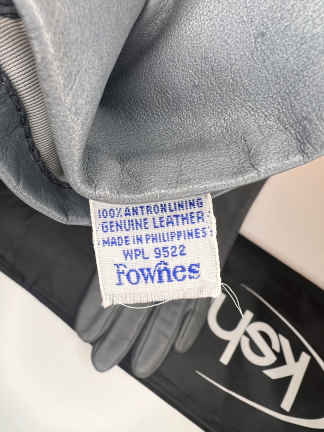 100% ANTRON LINING
GENUINE LEATHER
MADE IN PHILIPPINES
WPL 9522
Fownes
ksh